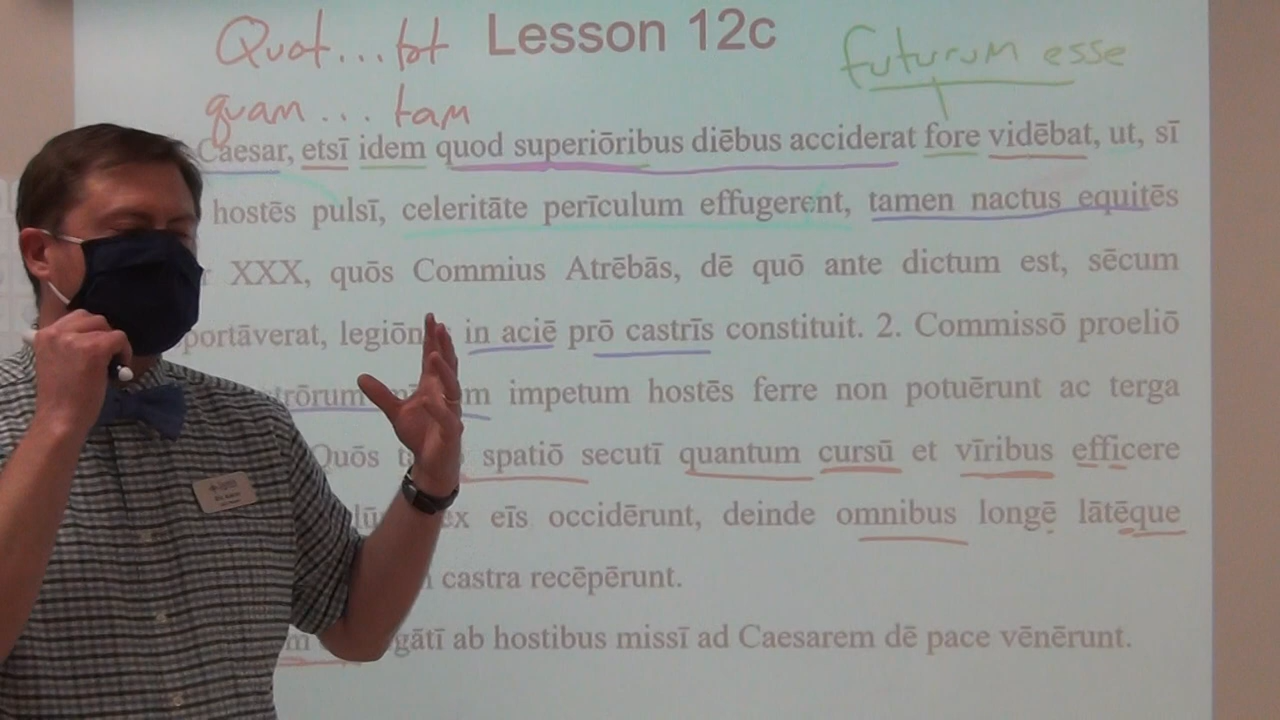 Quot...tot Lesson 12c futurum esse
quam... tam
Caesar, etsī idem quod superiōribus diēbus acciderat fore vidēbat, ut, sī
hostēs pulsī, celeritāte perīculum effugerent, tamen nactus equitēs
XXX, quōs Commius Atrēbās, dē quō ante dictum est, sēcum
portāverat, in aciē prō castrīs constituit. 2. Commissō proeliō
impetum hostēs ferre non potuērunt ac terga
Quōs spatiō secutī quantum cursū et vīribus efficere
ex eīs occidērunt, deinde omnibus longē lātēque
castra recēpērunt.
ab hostibus missī ad Caesarem dē pace vēnērunt.